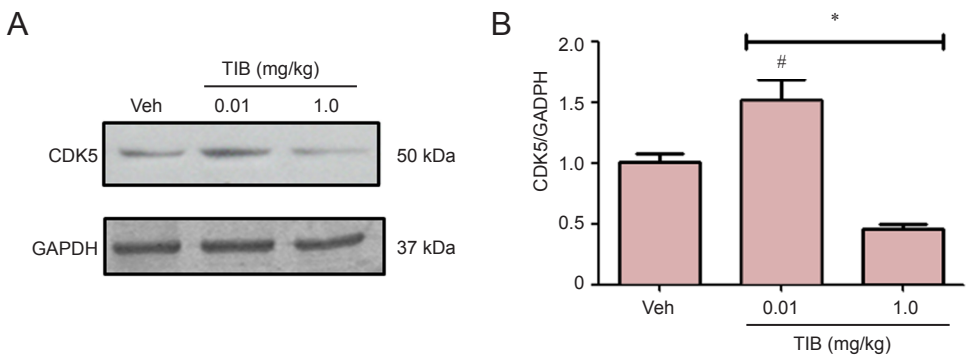 A
TIB (mg/kg)
Veh 0.01 1.0
CDK5 50 kDa
GAPDH 37 kDa
B
*
#
CDK5/GADPH
2.0
1.5
1.0
0.5
0
Veh 0.01 1.0
TIB (mg/kg)